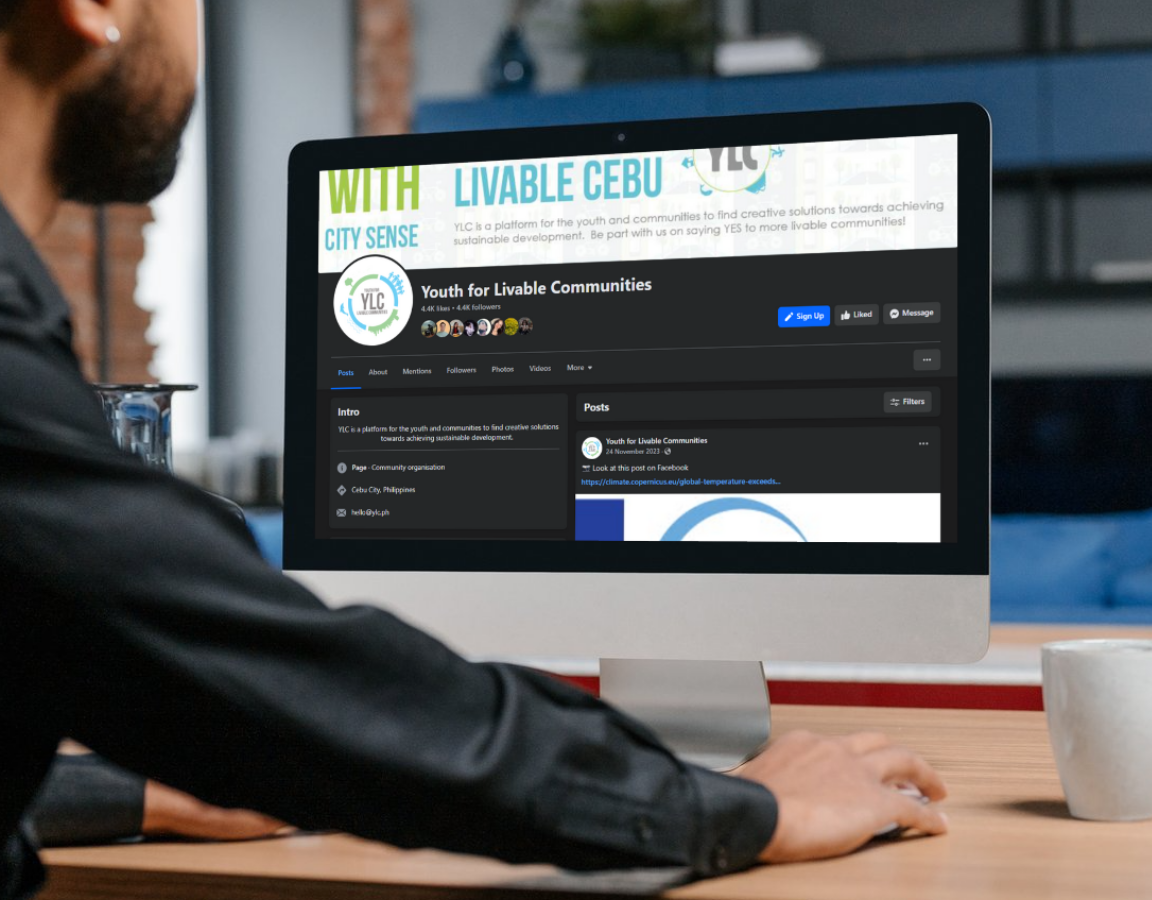 WITH
CITY SENSE
LIVABLE CEBU
YLC
YLC is a platform for the youth and communities to find creative solutions towards achieving
sustainable development. Be part with us on saying YES to more livable communities!
YLC
LIVABLE COMMUNITIES
Youth for Livable Communities
4.4K likes • 4.4K followers
Sign Up
Liked
Message
Posts
About
Mentions
Followers
Photos
Videos
More
Intro
YLC is a platform for the youth and communities to find creative solutions
towards achieving sustainable development.
Page · Community organisation
Cebu City, Philippines
hello@ylc.ph
Posts
Filters
Youth for Livable Communities
24 November 2023 ·
Look at this post on Facebook
https://climate.copernicus.eu/global-temperature-exceeds...